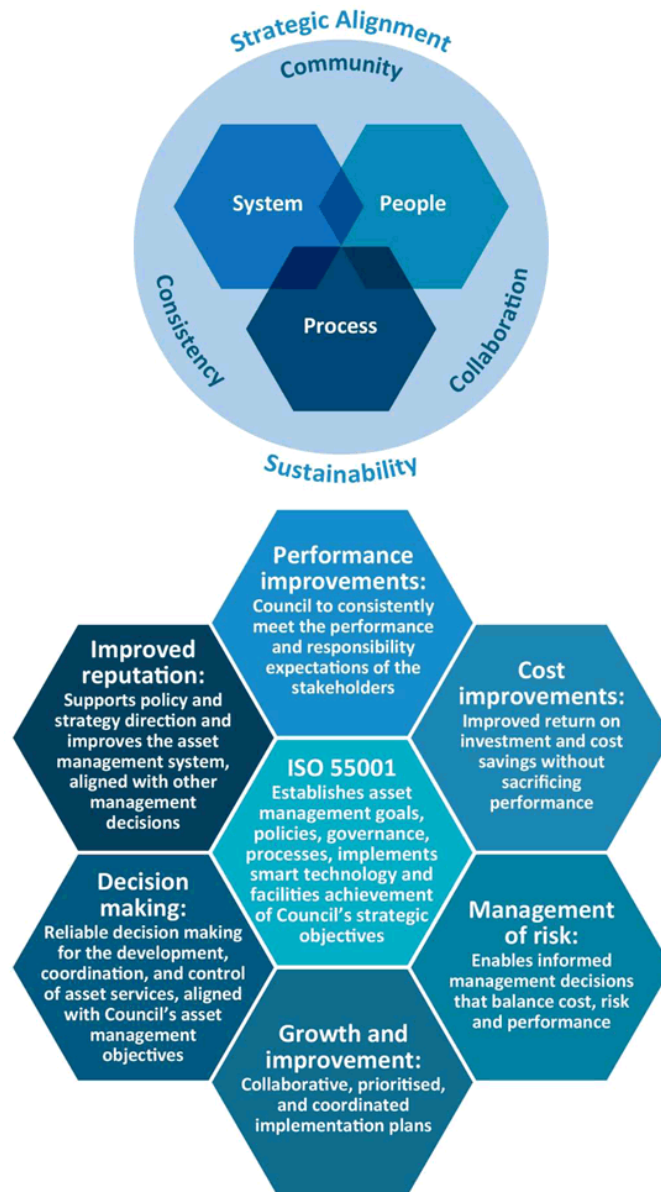 Strategic Alignment
Community
System
People
Process
Consistency
Collaboration
Sustainability
Performance
improvements:
Council to consistently
meet the performance
and responsibility
expectations of the
stakeholders
Improved
reputation:
Supports policy and
strategy direction and
improves the asset
management system,
aligned with other
management
decisions
Cost
improvements:
Improved return on
investment and cost
savings without
sacrificing
performance
ISO 55001
Establishes asset
management goals,
policies, governance,
processes, implements
smart technology and
facilities achievement
of Council’s strategic
objectives
Decision
making:
Reliable decision making
for the development,
coordination, and control
of asset services, aligned
with Council’s asset
management
objectives
Management
of risk:
Enables informed
management decisions
that balance cost, risk
and performance
Growth and
improvement:
Collaborative, prioritised,
and coordinated
implementation plans